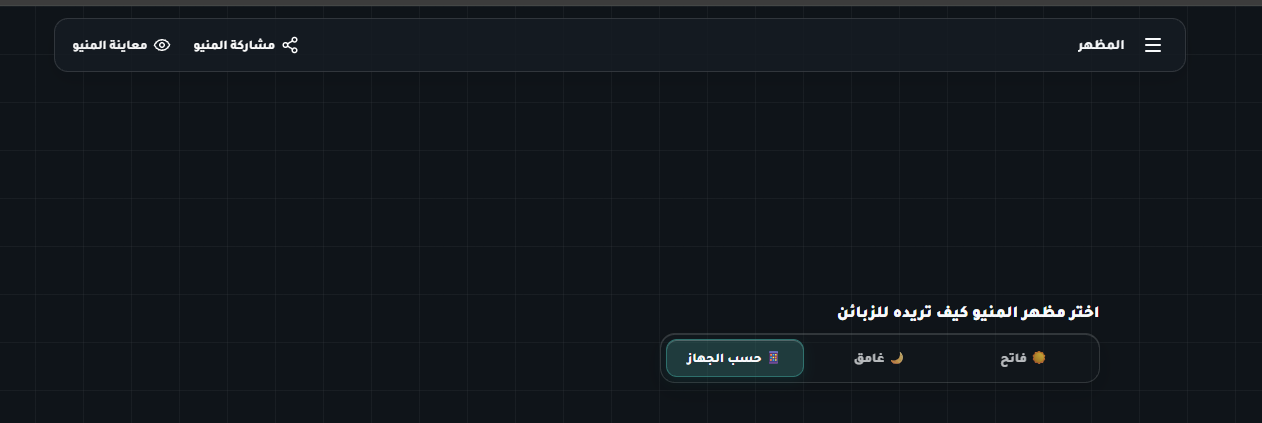 المظهر
مشاركة المنيو
معاينة المنيو
اختر مظهر المنيو كيف تريده للزبائن
فاتح
غامق
حسب الجهاز